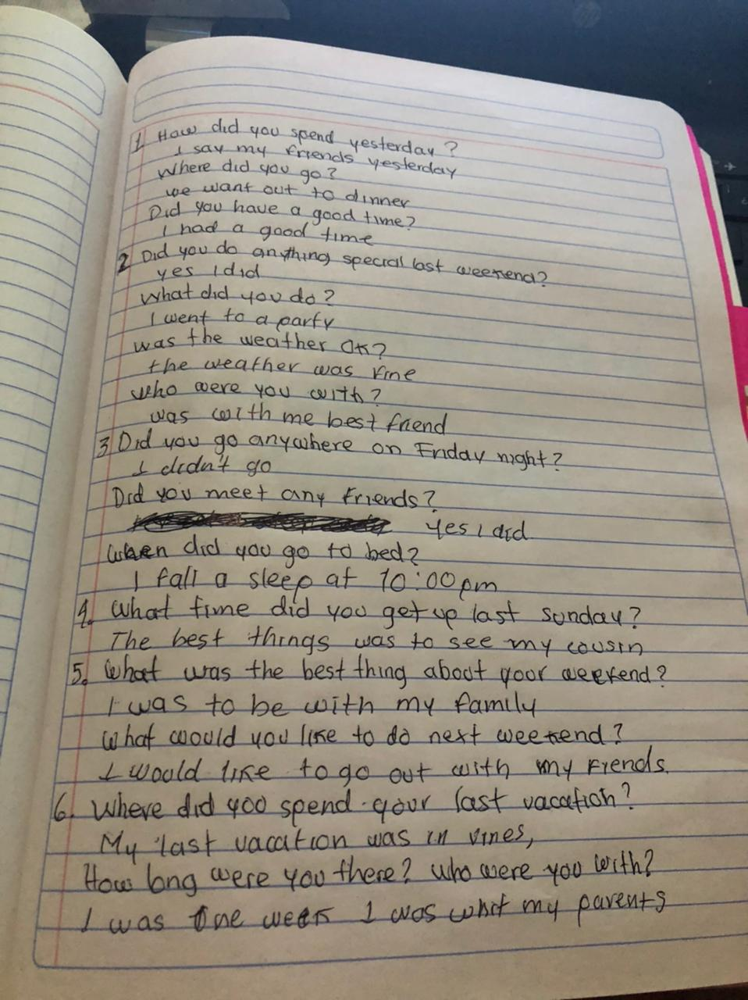 1 How did you spend yesterday?
I say my friends yesterday
Where did you go?
we want out to dinner
Did you have a good time?
I had a good time
2 Did you do anything special last weekend?
yes I did
What did you do?
I went to a party
was the weather OK?
the weather was fine
who were you with?
was with me best friend
3 Did you go anywhere on Friday night?
I didn't go
Did you meet any friends?
yes I did
When did you go to bed?
I fall a sleep at 10:00pm
4. What time did you get up last sunday?
The best things was to see my cousin
5. What was the best thing about your weekend?
I was to be with my family
What would you like to do next weekend?
I would like to go out with my Fiends.
6. Where did you spend your last vacation?
My last vacation was in vines,
How long were you there? who were you with?
I was One week I was whit my parents